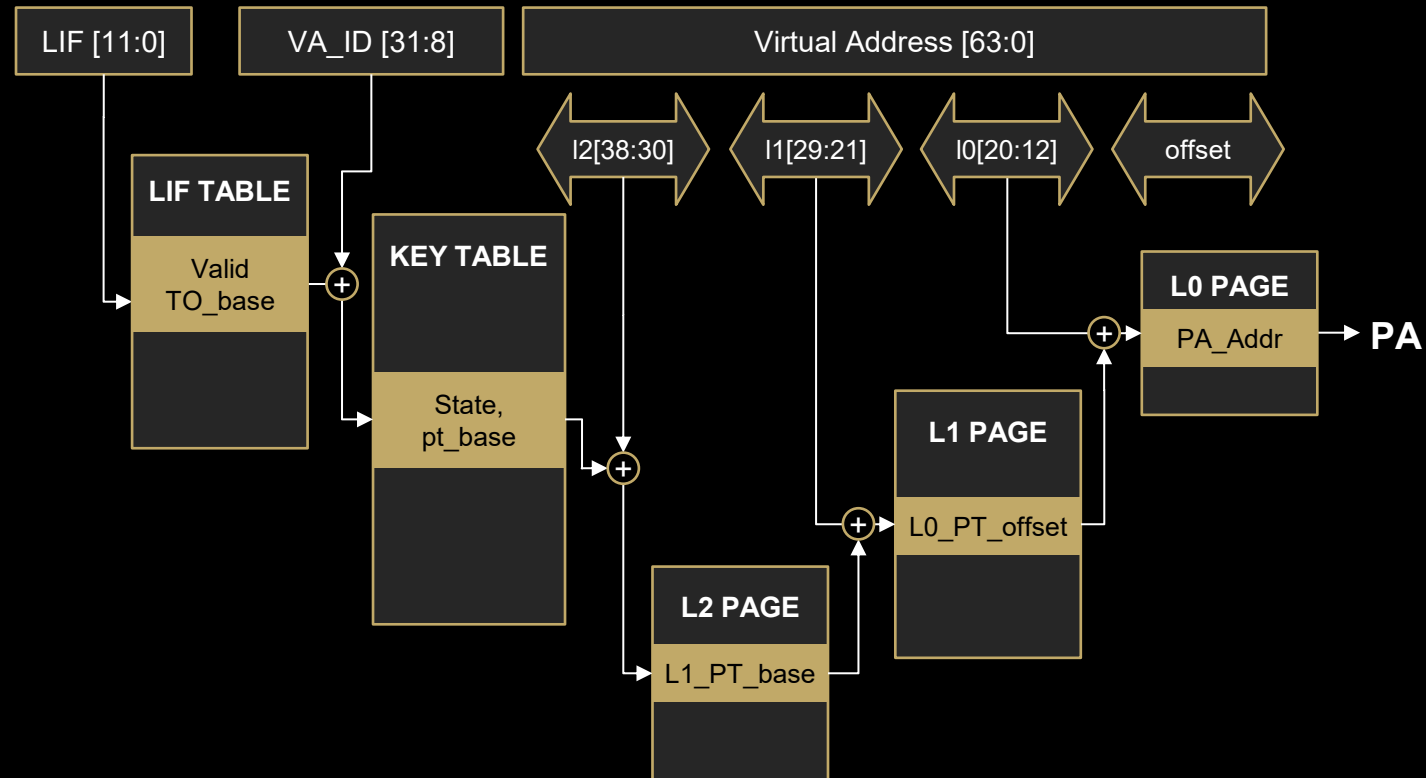 LIF [11:0]
VA_ID [31:8]
Virtual Address [63:0]
l2[38:30]
l1[29:21]
l0[20:12]
offset
LIF TABLE
Valid
TO_base
+
KEY TABLE
State,
pt_base
+
L2 PAGE
L1_PT_base
+
L1 PAGE
L0_PT_offset
+
L0 PAGE
PA_Addr
PA